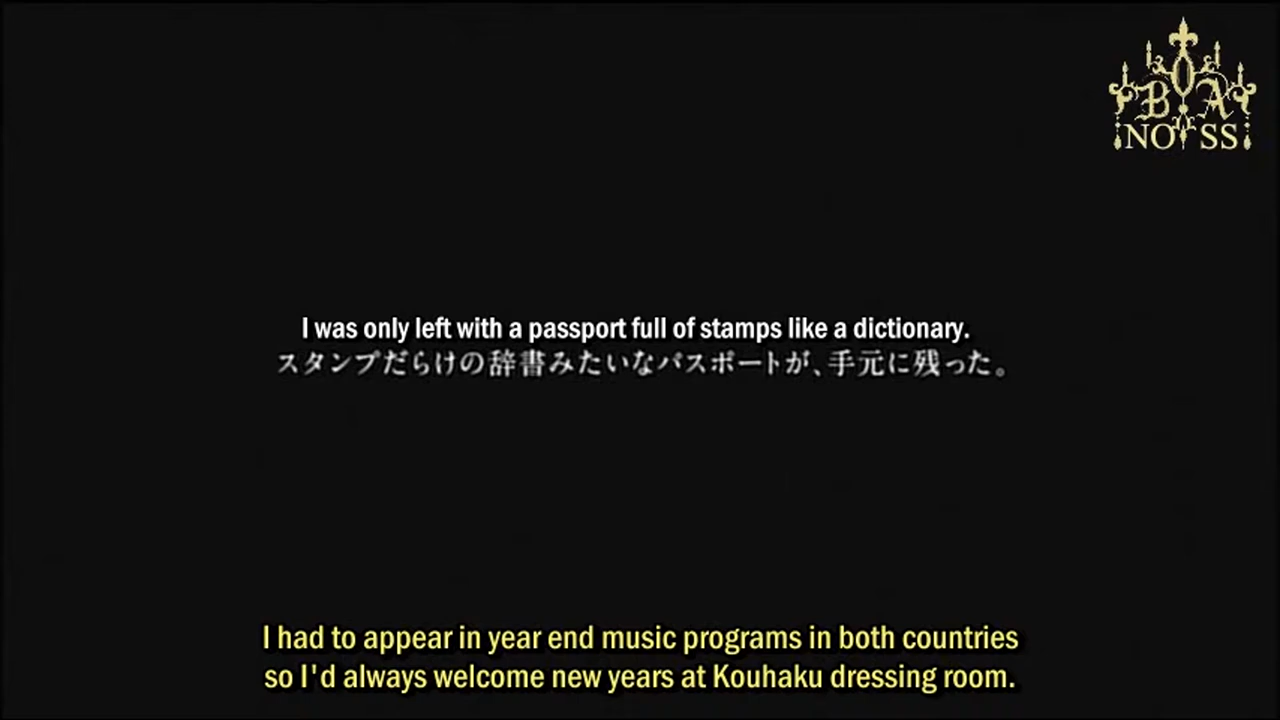 BOA
NO SS
I was only left with a passport full of stamps like a dictionary.
スタンプだらけの辞書みたいなパスポートが、手元に残った。
I had to appear in year end music programs in both countries
so I'd always welcome new years at Kouhaku dressing room.